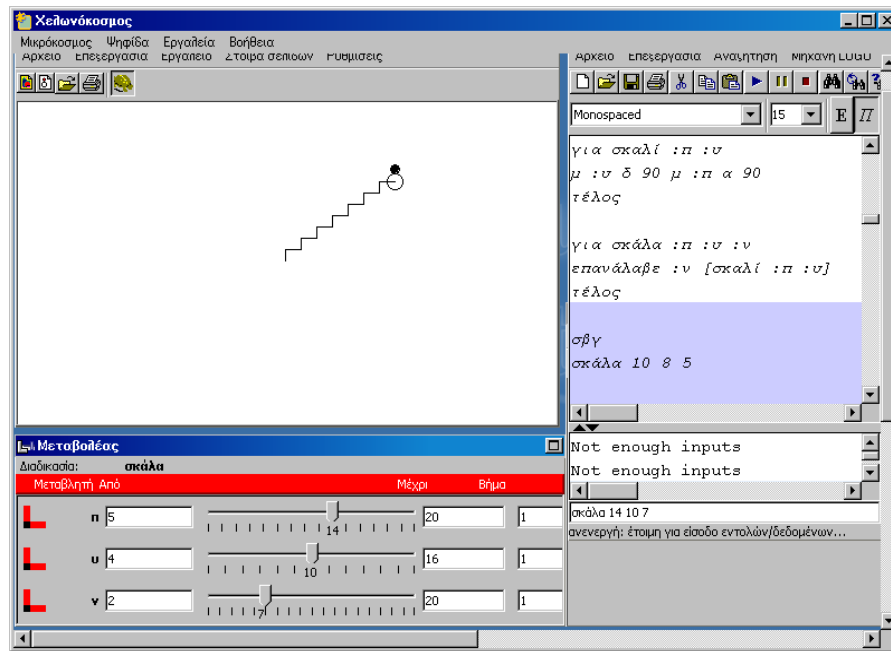 Χελωνόκοσμος
Μικρόκοσμος Ψηφίδα Εργαλεία Βοήθεια
Αρχείο Επεξεργασία Εργαλείο Στοίβα σελίδων Ρυθμίσεις
Αρχείο Επεξεργασία Αναζήτηση Μηχανή LOGO
Monospaced 15 Ε Π
για σκαλί :π :υ
μ :υ δ 90 μ :π α 90
τέλος
για σκάλα :π :υ :ν
επανάλαβε :ν [σκαλί :π :υ]
τέλος
σβγ
σκάλα 10 8 5
Not enough inputs
Not enough inputs
σκάλα 14 10 7
ανενεργή: έτοιμη για είσοδο εντολών/δεδομένων...
Μεταβολέας
Διαδικασία: σκάλα
Μεταβλητή Από Μέχρι Βήμα
π 5 14 20 1
υ 4 10 16 1
ν 2 7 20 1